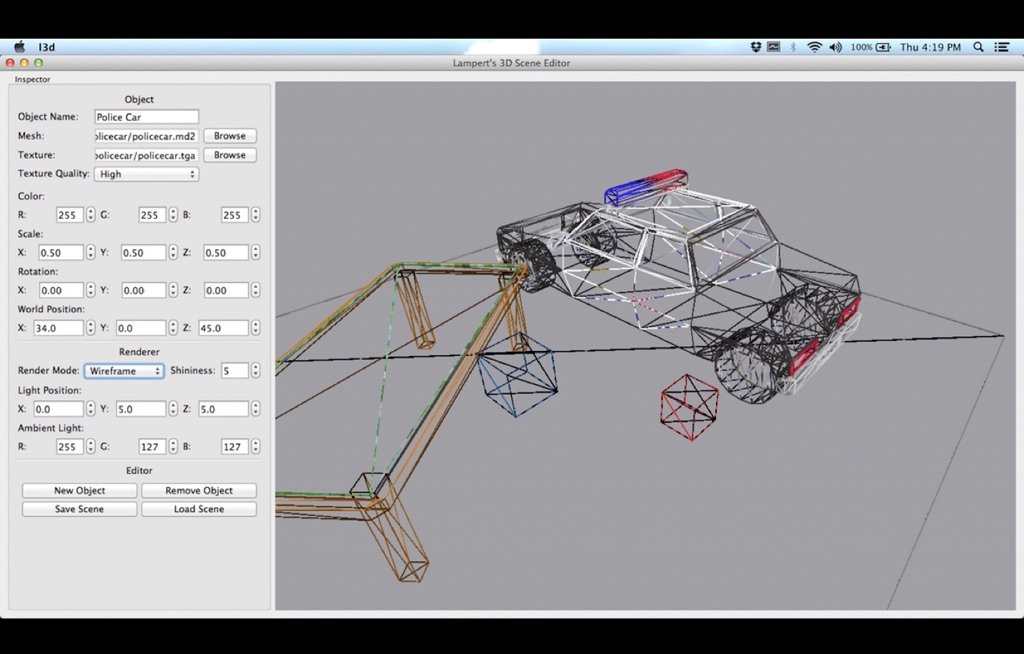 l3d
100%
Thu 4:19 PM
Lampert's 3D Scene Editor
Inspector
Object
Object Name: Police Car
Mesh: olicecar/policecar.md2 Browse
Texture: policecar/policecar.tga Browse
Texture Quality: High
Color:
R: 255 G: 255 B: 255
Scale:
X: 0.50 Y: 0.50 Z: 0.50
Rotation:
X: 0.00 Y: 0.00 Z: 0.00
World Position:
X: 34.0 Y: 0.0 Z: 45.0
Renderer
Render Mode: Wireframe Shininess: 5
Light Position:
X: 0.0 Y: 5.0 Z: 5.0
Ambient Light:
R: 255 G: 127 B: 127
Editor
New Object Remove Object
Save Scene Load Scene